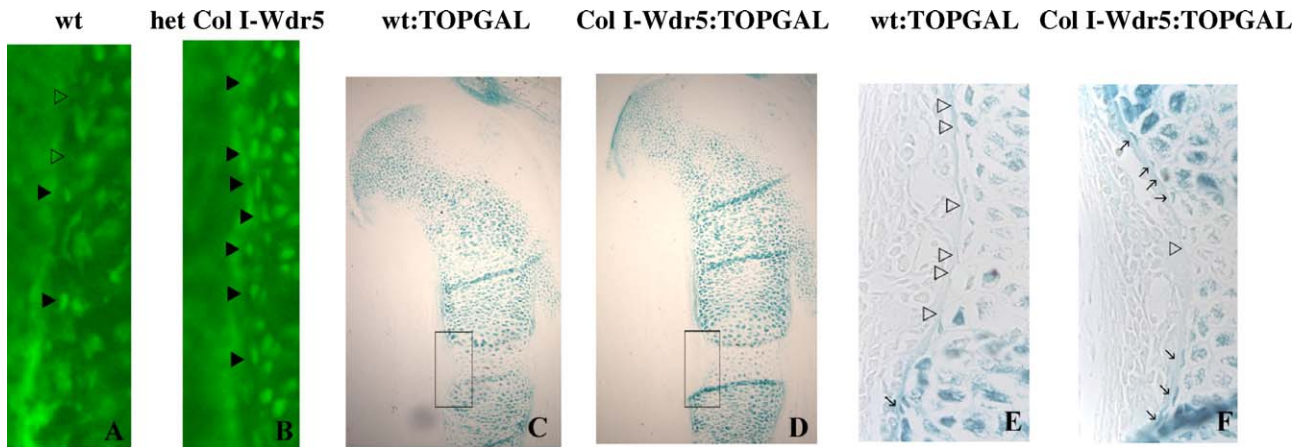 wt
het Col I-Wdr5
wt:TOPGAL
Col I-Wdr5:TOPGAL
wt:TOPGAL
Col I-Wdr5:TOPGAL
A
B
C
D
E
F